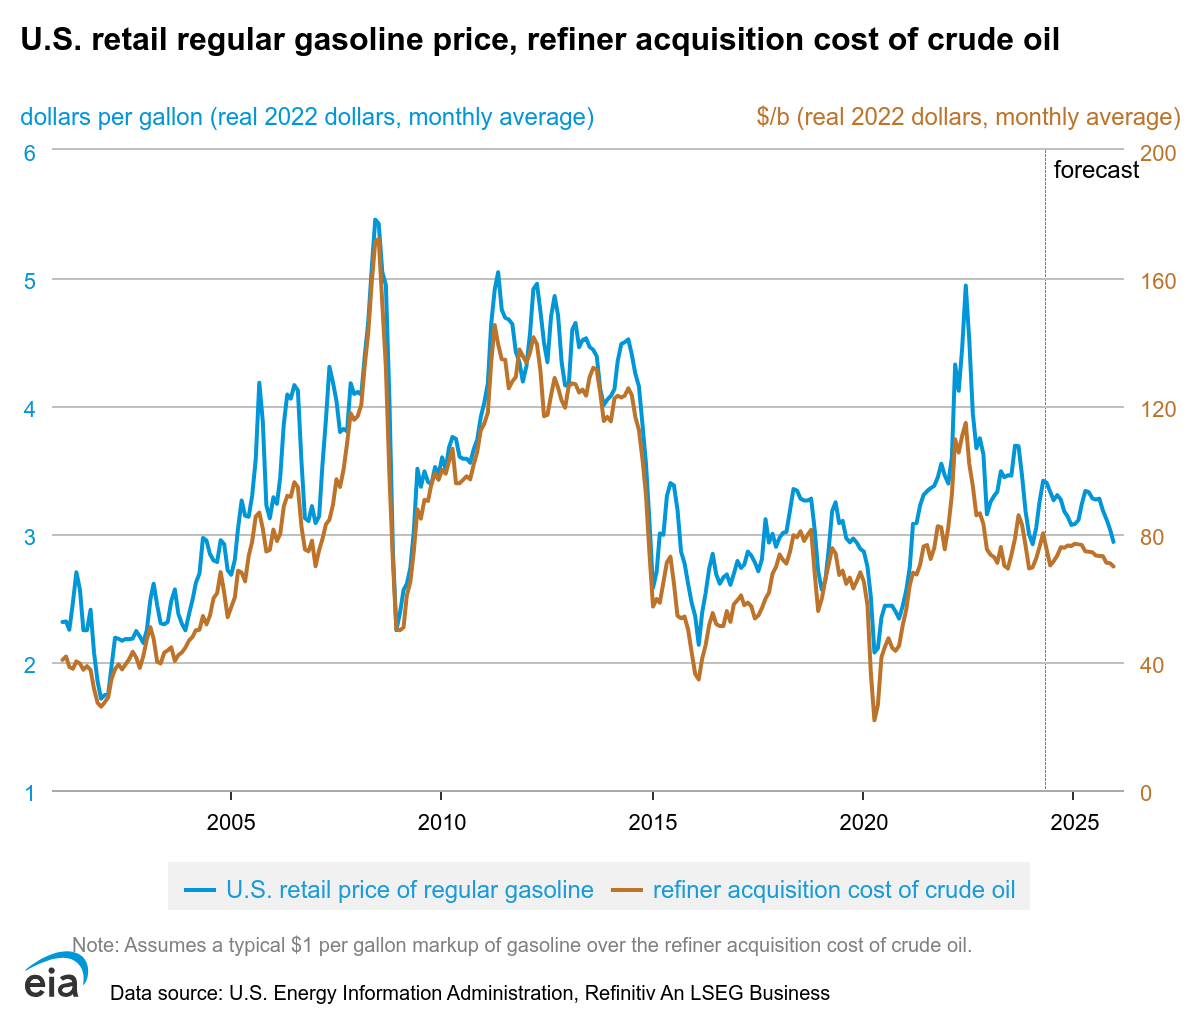 U.S. retail regular gasoline price, refiner acquisition cost of crude oil
dollars per gallon (real 2022 dollars, monthly average) $/b (real 2022 dollars, monthly average)
6 200
forecast
5 160
4 120
3 80
2 40
1 0
2005 2010 2015 2020 2025
U.S. retail price of regular gasoline refiner acquisition cost of crude oil
Note: Assumes a typical $1 per gallon markup of gasoline over the refiner acquisition cost of crude oil.
eia Data source: U.S. Energy Information Administration, Refinitiv An LSEG Business